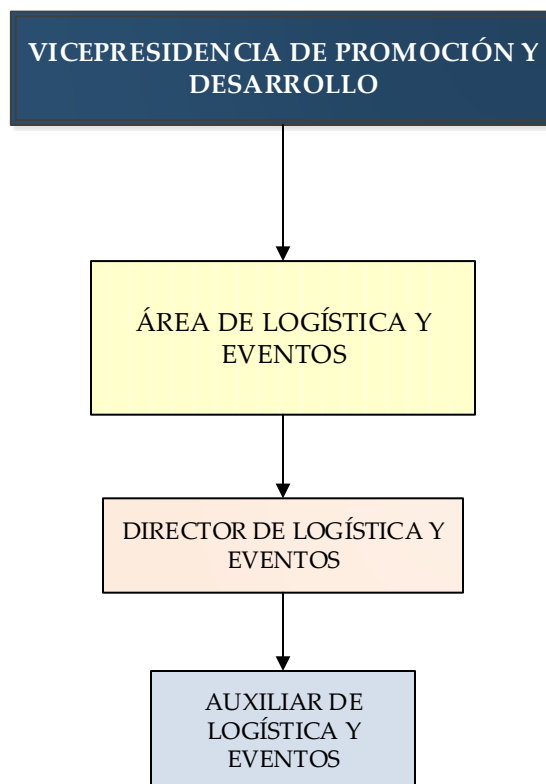 VICEPRESIDENCIA DE PROMOCIÓN Y
DESARROLLO
ÁREA DE LOGÍSTICA Y
EVENTOS
DIRECTOR DE LOGÍSTICA Y
EVENTOS
AUXILIAR DE
LOGÍSTICA Y
EVENTOS